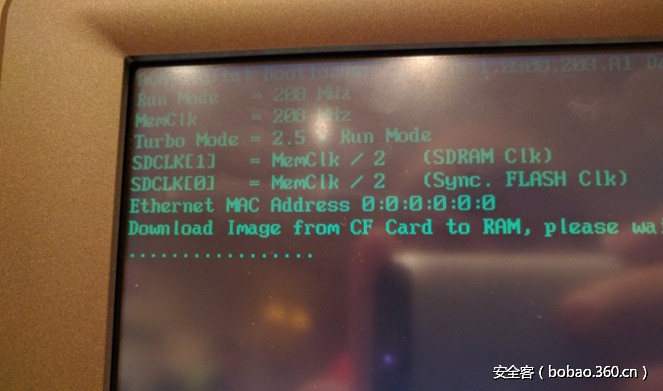 Bootloader
Run Mode = 208 MHz
MemClk = 208 MHz
Turbo Mode = 2.5 * Run Mode
SDCLK[1] = MemClk / 2 (SDRAM Clk)
SDCLK[0] = MemClk / 2 (Sync. FLASH Clk)
Ethernet MAC Address 0:0:0:0:0:0
Download Image from CF Card to RAM, please wai
.................
安全客（bobao.360.cn）